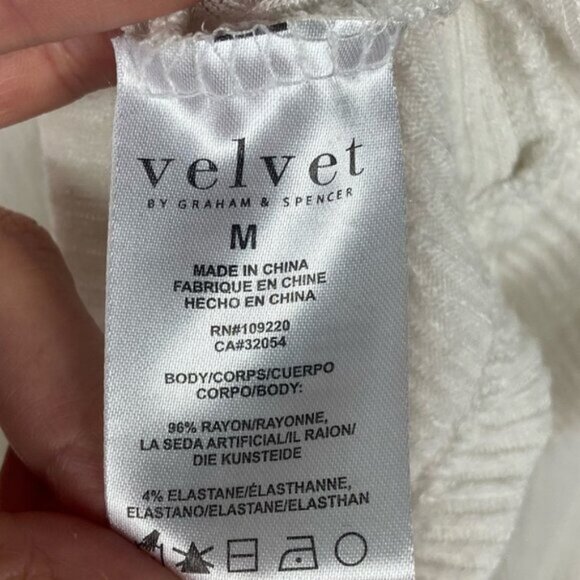 velvet
BY GRAHAM & SPENCER
M
MADE IN CHINA
FABRIQUE EN CHINE
HECHO EN CHINA
RN#109220
CA#32054
BODY/CORPS/CUERPO
CORPO/BODY:
96% RAYON/RAYONNE,
LA SEDA ARTIFICIAL/IL RAION/
DIE KUNSTEIDE
4% ELASTANE/ÉLASTHANNE,
ELASTANO/ELASTANE/ELASTHAN